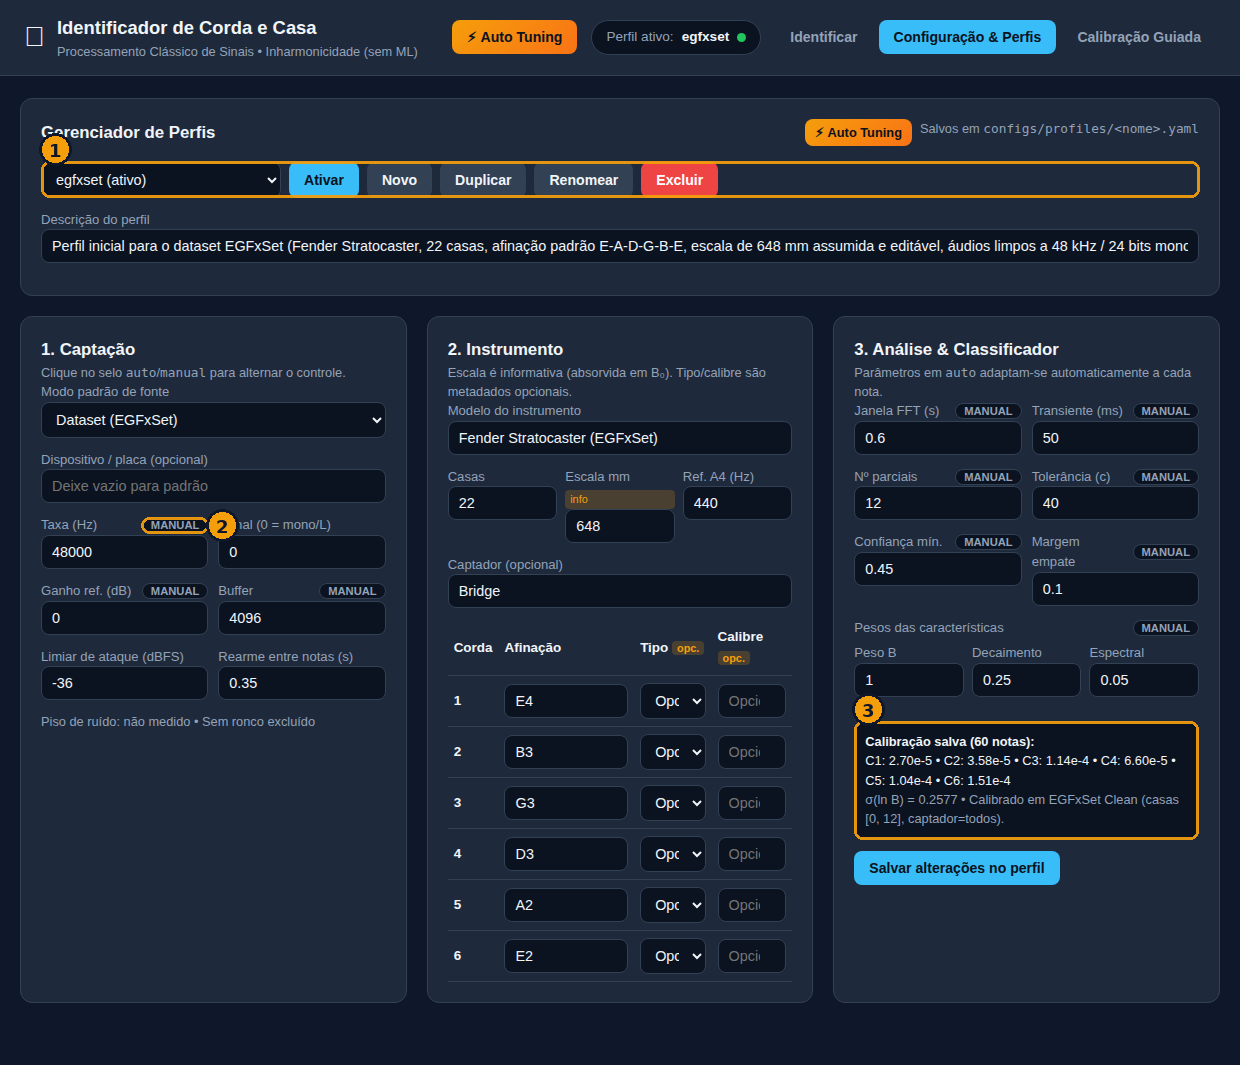 Identificador de Corda e Casa
Processamento Clássico de Sinais • Inharmonicidade (sem ML)
⚡ Auto Tuning
Perfil ativo: egfxset
Identificar
Configuração & Perfis
Calibração Guiada
Gerenciador de Perfis
⚡ Auto Tuning
Salvos em configs/profiles/<nome>.yaml
1
egfxset (ativo)
Ativar
Novo
Duplicar
Renomear
Excluir
Descrição do perfil
Perfil inicial para o dataset EGFxSet (Fender Stratocaster, 22 casas, afinação padrão E-A-D-G-B-E, escala de 648 mm assumida e editável, áudios limpos a 48 kHz / 24 bits mono
1. Captação
Clique no selo auto/manual para alternar o controle.
Modo padrão de fonte
Dataset (EGFxSet)
Dispositivo / placa (opcional)
Deixe vazio para padrão
Taxa (Hz) MANUAL
2
nal (0 = mono/L)
48000
0
Ganho ref. (dB) MANUAL
Buffer MANUAL
0
4096
Limiar de ataque (dBFS)
Rearme entre notas (s)
-36
0.35
Piso de ruído: não medido • Sem ronco excluído
2. Instrumento
Escala é informativa (absorvida em B₀). Tipo/calibre são
metadados opcionais.
Modelo do instrumento
Fender Stratocaster (EGFxSet)
Casas
Escala mm
info
Ref. A4 (Hz)
22
648
440
Captador (opcional)
Bridge
Corda Afinação Tipo opc. Calibre opc.
1 E4 Opc Opci
2 B3 Opc Opci
3 G3 Opc Opci
4 D3 Opc Opci
5 A2 Opc Opci
6 E2 Opc Opci
3. Análise & Classificador
Parâmetros em auto adaptam-se automaticamente a cada
nota.
Janela FFT (s) MANUAL
Transiente (ms) MANUAL
0.6
50
Nº parciais MANUAL
Tolerância (c) MANUAL
12
40
Confiança mín. MANUAL
Margem
empate MANUAL
0.45
0.1
Pesos das características MANUAL
Peso B
Decaimento
Espectral
1
0.25
0.05
3
Calibração salva (60 notas):
C1: 2.70e-5 • C2: 3.58e-5 • C3: 1.14e-4 • C4: 6.60e-5 •
C5: 1.04e-4 • C6: 1.51e-4
σ(ln B) = 0.2577 • Calibrado em EGFxSet Clean (casas
[0, 12], captador=todos).
Salvar alterações no perfil